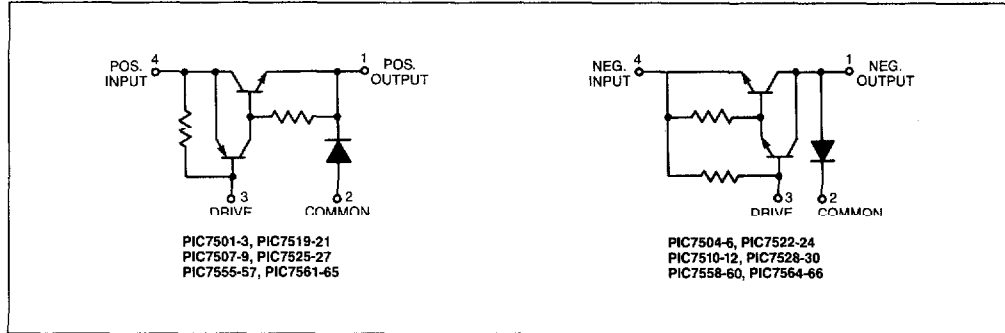 POS. INPUT
4
1
POS. OUTPUT
3
DRIVE
2
COMMON
PIC7501-3, PIC7519-21
PIC7507-9, PIC7525-27
PIC7555-57, PIC7561-65
NEG. INPUT
4
1
NEG. OUTPUT
3
DRIVE
2
COMMON
PIC7504-6, PIC7522-24
PIC7510-12, PIC7528-30
PIC7558-60, PIC7564-66